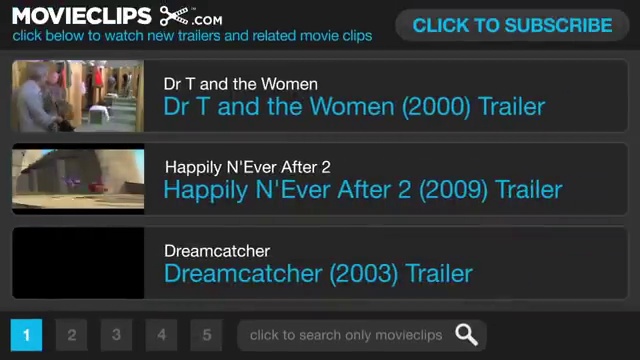 MOVIECLIPS .COM
click below to watch new trailers and related movie clips
CLICK TO SUBSCRIBE
Dr T and the Women
Dr T and the Women (2000) Trailer
Happily N'Ever After 2
Happily N'Ever After 2 (2009) Trailer
Dreamcatcher
Dreamcatcher (2003) Trailer
1 2 3 4 5 click to search only movieclips